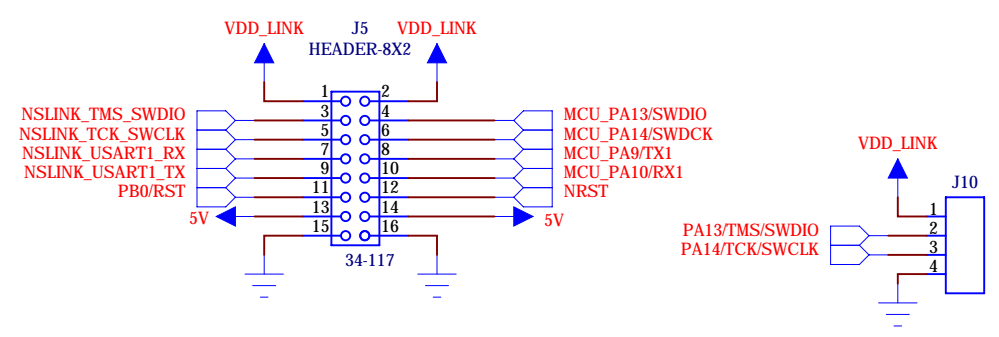 VDD_LINK J5 VDD_LINK
HEADER-8X2
1 2
NSLINK_TMS_SWDIO 3 4 MCU_PA13/SWDIO
NSLINK_TCK_SWCLK 5 6 MCU_PA14/SWDCK
NSLINK_USART1_RX 7 8 MCU_PA9/TX1
NSLINK_USART1_TX 9 10 MCU_PA10/RX1
PB0/RST 11 12 NRST
5V 13 14 5V
15 16
34-117
VDD_LINK
J10
1
PA13/TMS/SWDIO 2
PA14/TCK/SWCLK 3
4